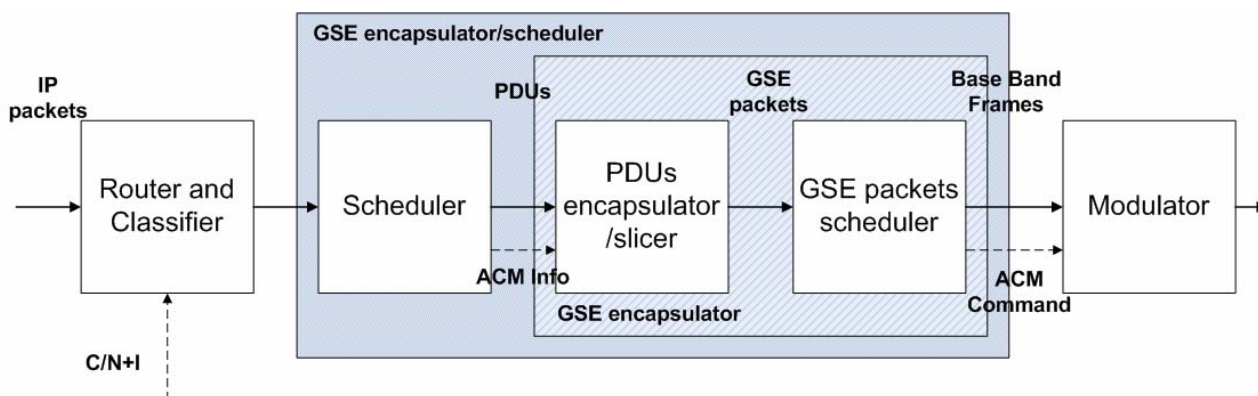 GSE encapsulator/scheduler
IP
packets
PDUs
GSE
packets
Base Band
Frames
Router and
Classifier
Scheduler
PDUs
encapsulator
/slicer
GSE packets
scheduler
Modulator
ACM Info
GSE encapsulator
ACM
Command
C/N+I